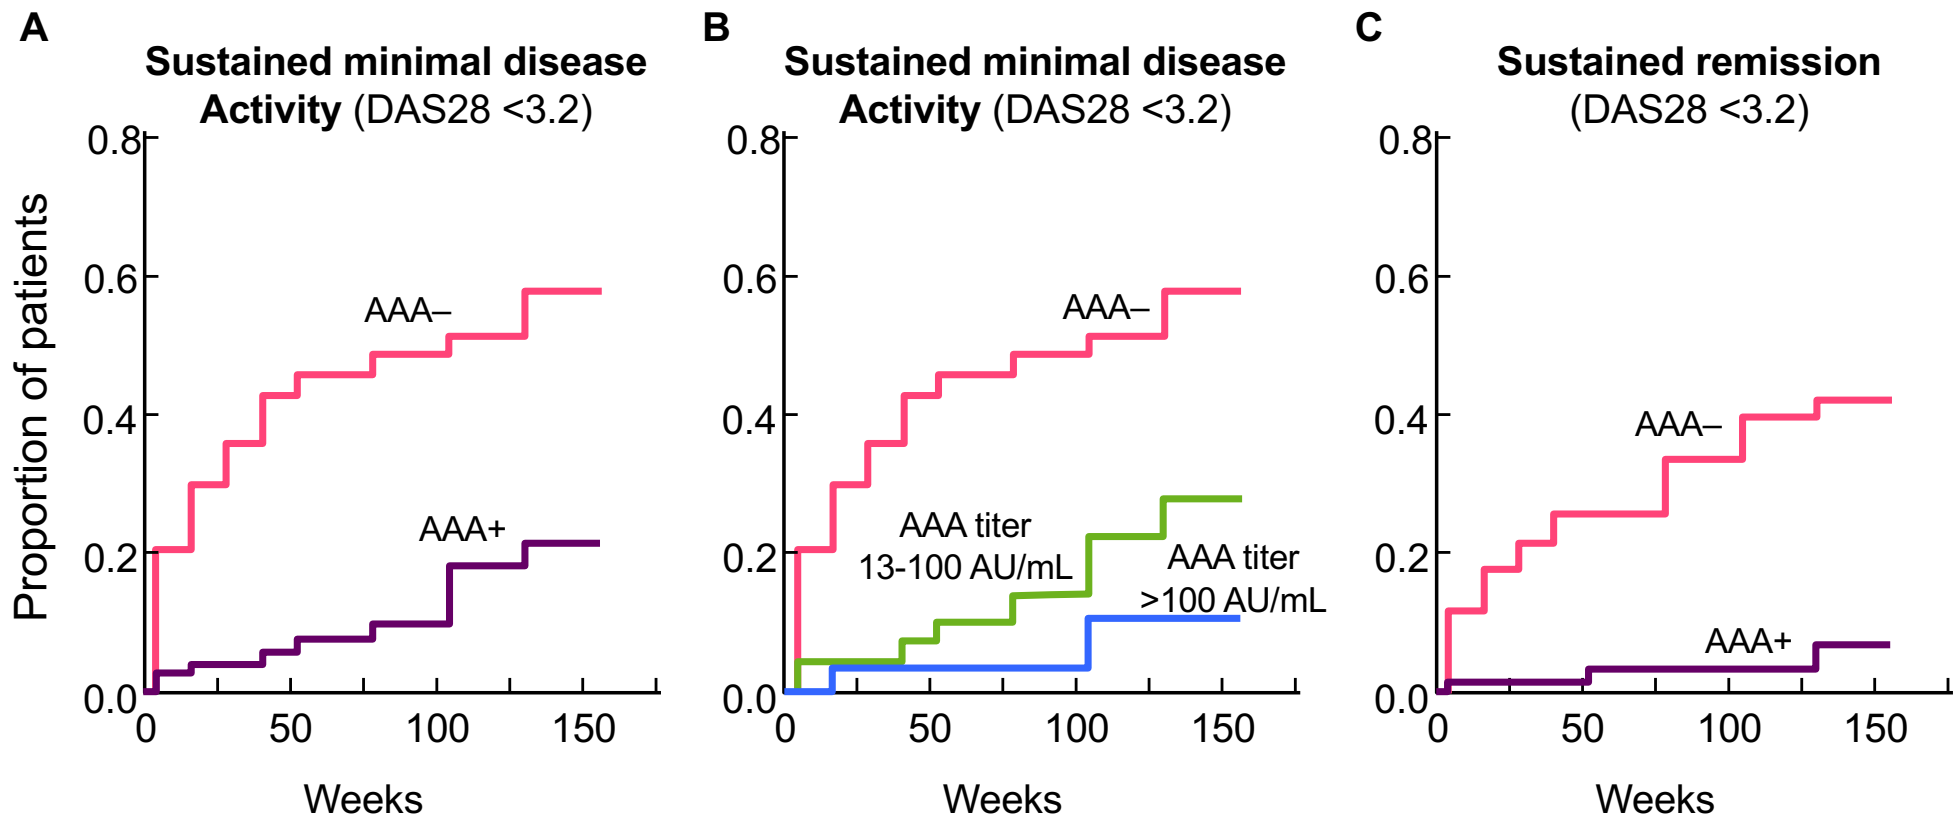 A
Sustained minimal disease
Activity (DAS28 <3.2)
Proportion of patients
0.8
0.6
0.4
0.2
0.0
AAA–
AAA+
0 50 100 150
Weeks
B
Sustained minimal disease
Activity (DAS28 <3.2)
0.8
0.6
0.4
0.2
0.0
AAA–
AAA titer
13-100 AU/mL
AAA titer
>100 AU/mL
0 50 100 150
Weeks
C
Sustained remission
(DAS28 <3.2)
0.8
0.6
0.4
0.2
0.0
AAA–
AAA+
0 50 100 150
Weeks